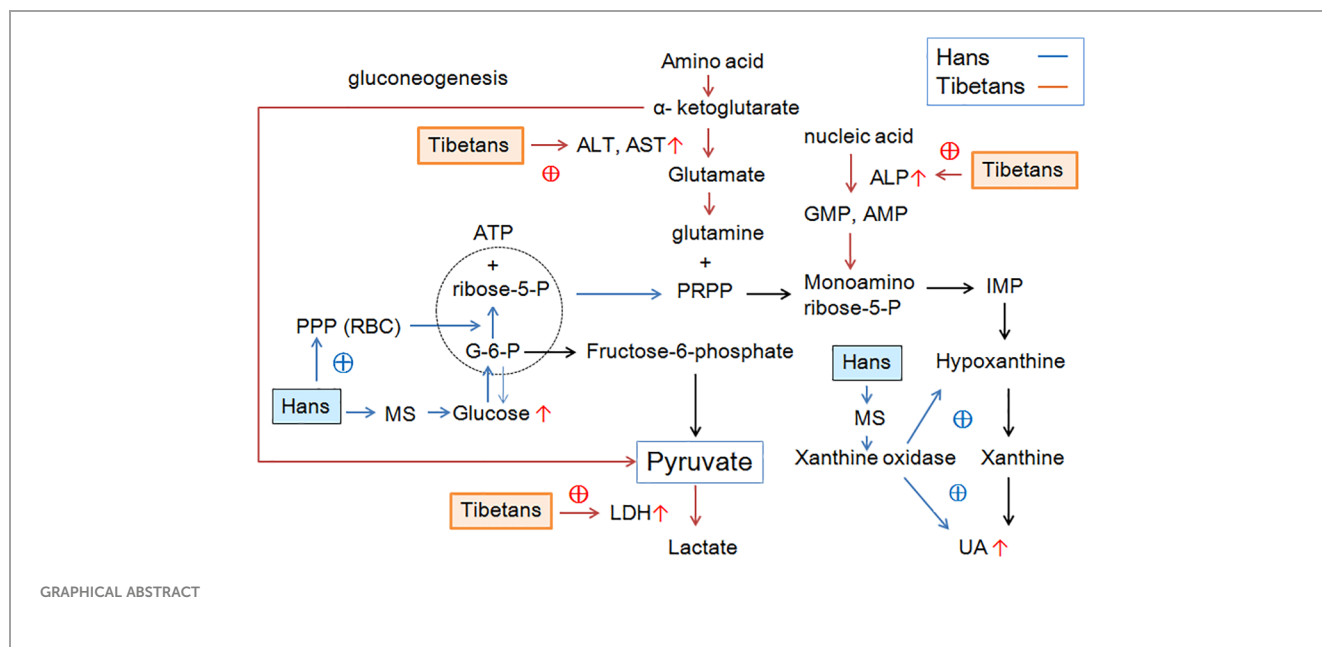 Amino acid
Hans
Tibetans
gluconeogenesis
α- ketoglutarate
Tibetans
ALT, AST↑
nucleic acid
ALP↑
Tibetans
Glutamate
GMP, AMP
glutamine
ATP
+
+
ribose-5-P
PRPP
Monoamino
ribose-5-P
IMP
PPP (RBC)
G-6-P
Fructose-6-phosphate
Hans
Hypoxanthine
Hans
MS
Glucose ↑
MS
Pyruvate
Xanthine oxidase
Xanthine
Tibetans
LDH↑
Lactate
UA ↑
GRAPHICAL ABSTRACT